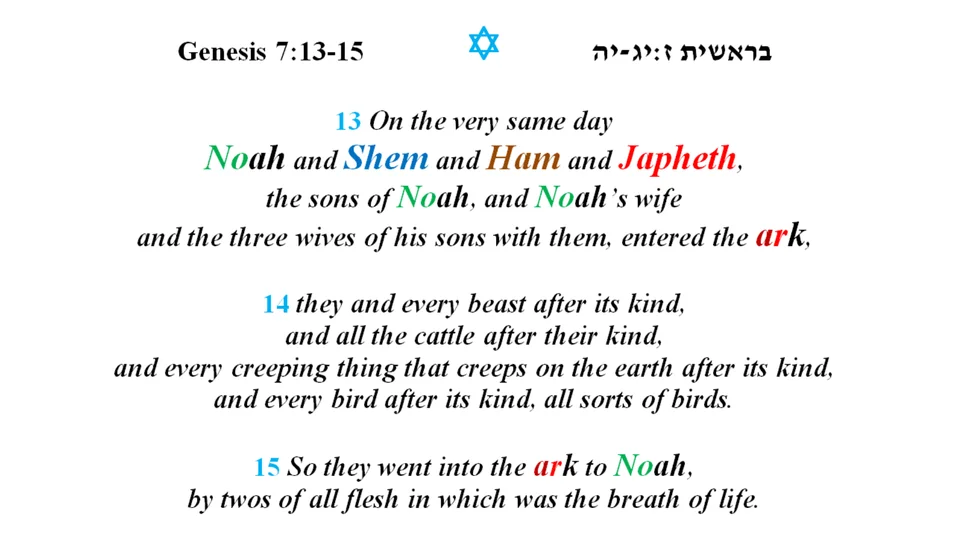 Genesis 7:13-15
בראשית ז:יג-יה
13 On the very same day
Noah and Shem and Ham and Japheth,
the sons of Noah, and Noah’s wife
and the three wives of his sons with them, entered the ark,
14 they and every beast after its kind,
and all the cattle after their kind,
and every creeping thing that creeps on the earth after its kind,
and every bird after its kind, all sorts of birds.
15 So they went into the ark to Noah,
by twos of all flesh in which was the breath of life.